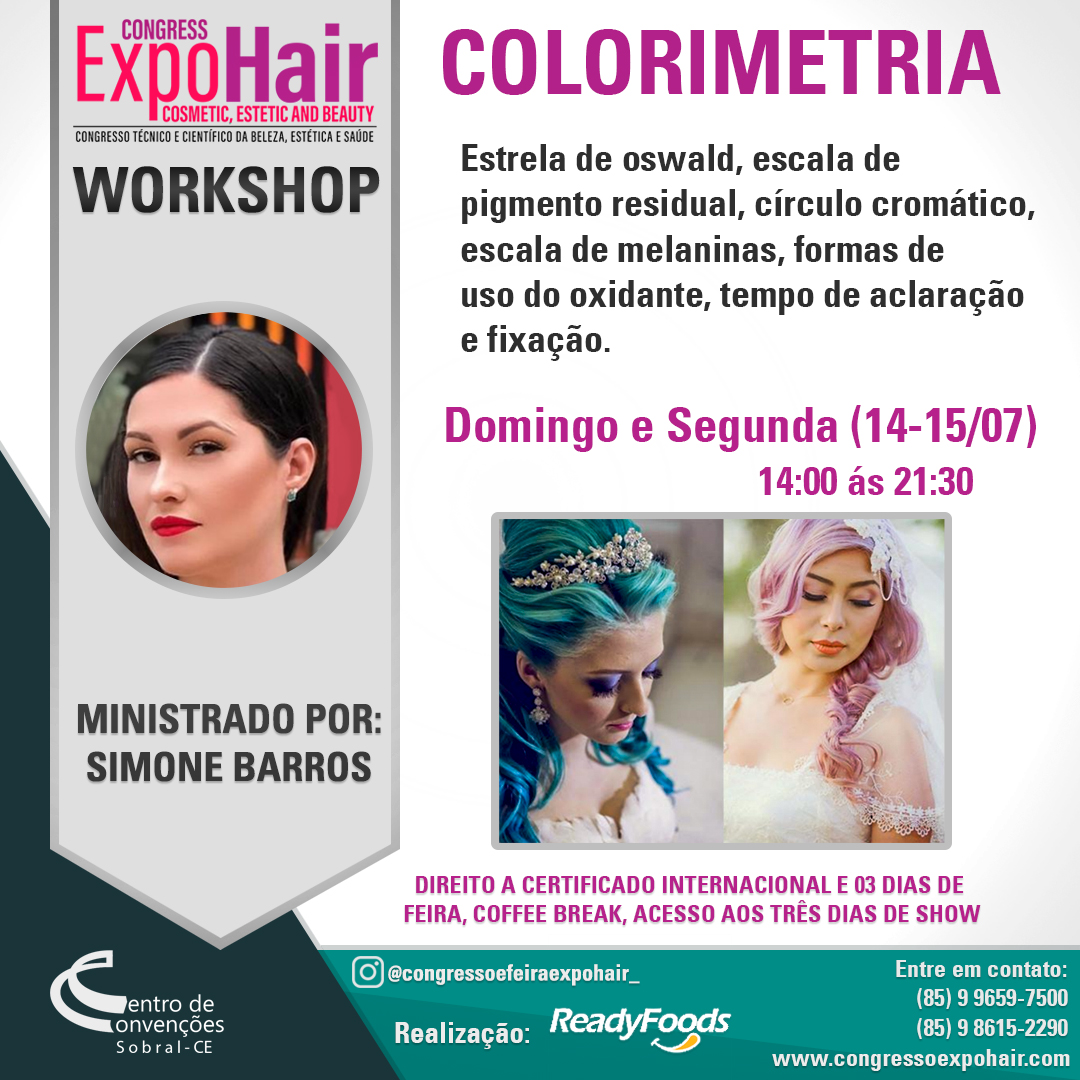 CONGRESS
ExpoHair
COSMETIC, ESTETIC AND BEAUTY
CONGRESSO TÉCNICO E CIENTÍFICO DA BELEZA, ESTÉTICA E SAÚDE
WORKSHOP
MINISTRADO POR:
SIMONE BARROS
COLORIMETRIA
Estrela de oswald, escala de
pigmento residual, círculo cromático,
escala de melaninas, formas de
uso do oxidante, tempo de aclaração
e fixação.
Domingo e Segunda (14-15/07)
14:00 ás 21:30
DIREITO A CERTIFICADO INTERNACIONAL E 03 DIAS DE
FEIRA, COFFEE BREAK, ACESSO AOS TRÊS DIAS DE SHOW
Centro de
Convenções
Sobral-CE
@congressoefeiraexpohair_
Realização: ReadyFoods
Entre em contato:
(85) 9 9659-7500
(85) 9 8615-2290
www.congressoexpohair.com